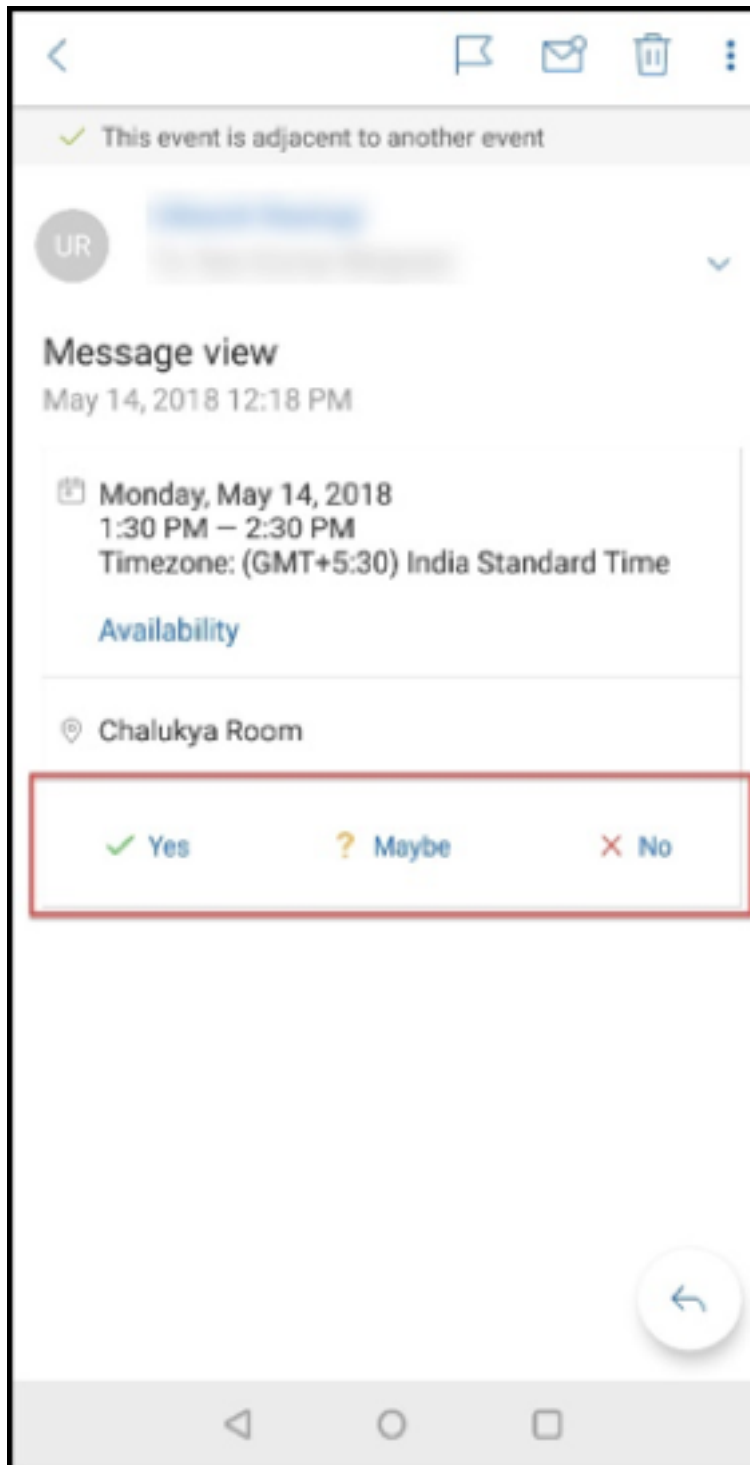 This event is adjacent to another event
UR
Message view
May 14, 2018 12:18 PM
Monday, May 14, 2018
1:30 PM — 2:30 PM
Timezone: (GMT+5:30) India Standard Time
Availability
Chalukya Room
Yes ? Maybe No